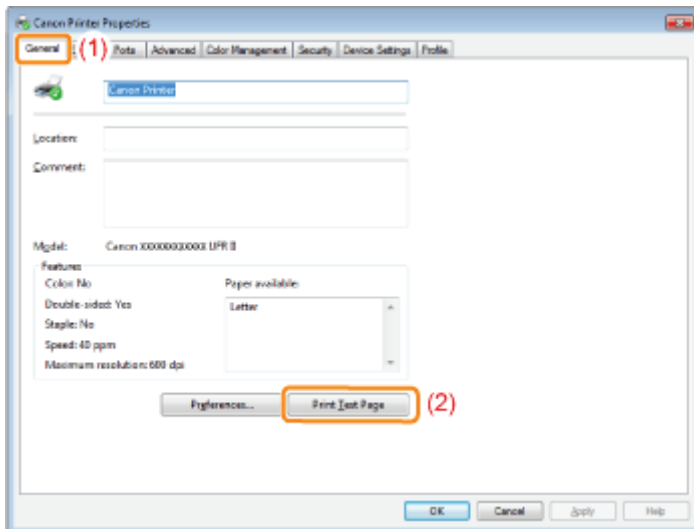 Canon Printer Properties
General (1) Ports Advanced Color Management Security Device Settings Profile
Canon Printer
Location:
Comment:
Model: Canon XXXXXXXXXXX UFR II
Features
Color: No Paper available:
Double-sided: Yes Letter
Staple: No
Speed: 40 ppm
Maximum resolution: 600 dpi
Preferences... Print Test Page (2)
OK Cancel Apply Help